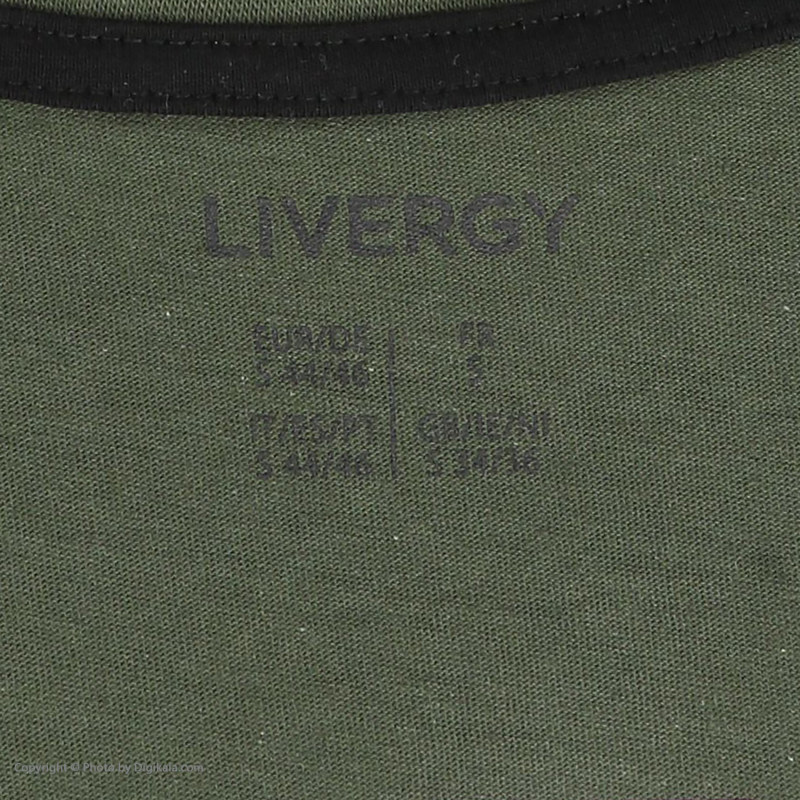 LIVERGY
EUR/DE
S 44/46
FR
S
IT/ES/PT
S 44/46
GB/IE/NI
S 34/36
Copyright © Photo by Digikala.com